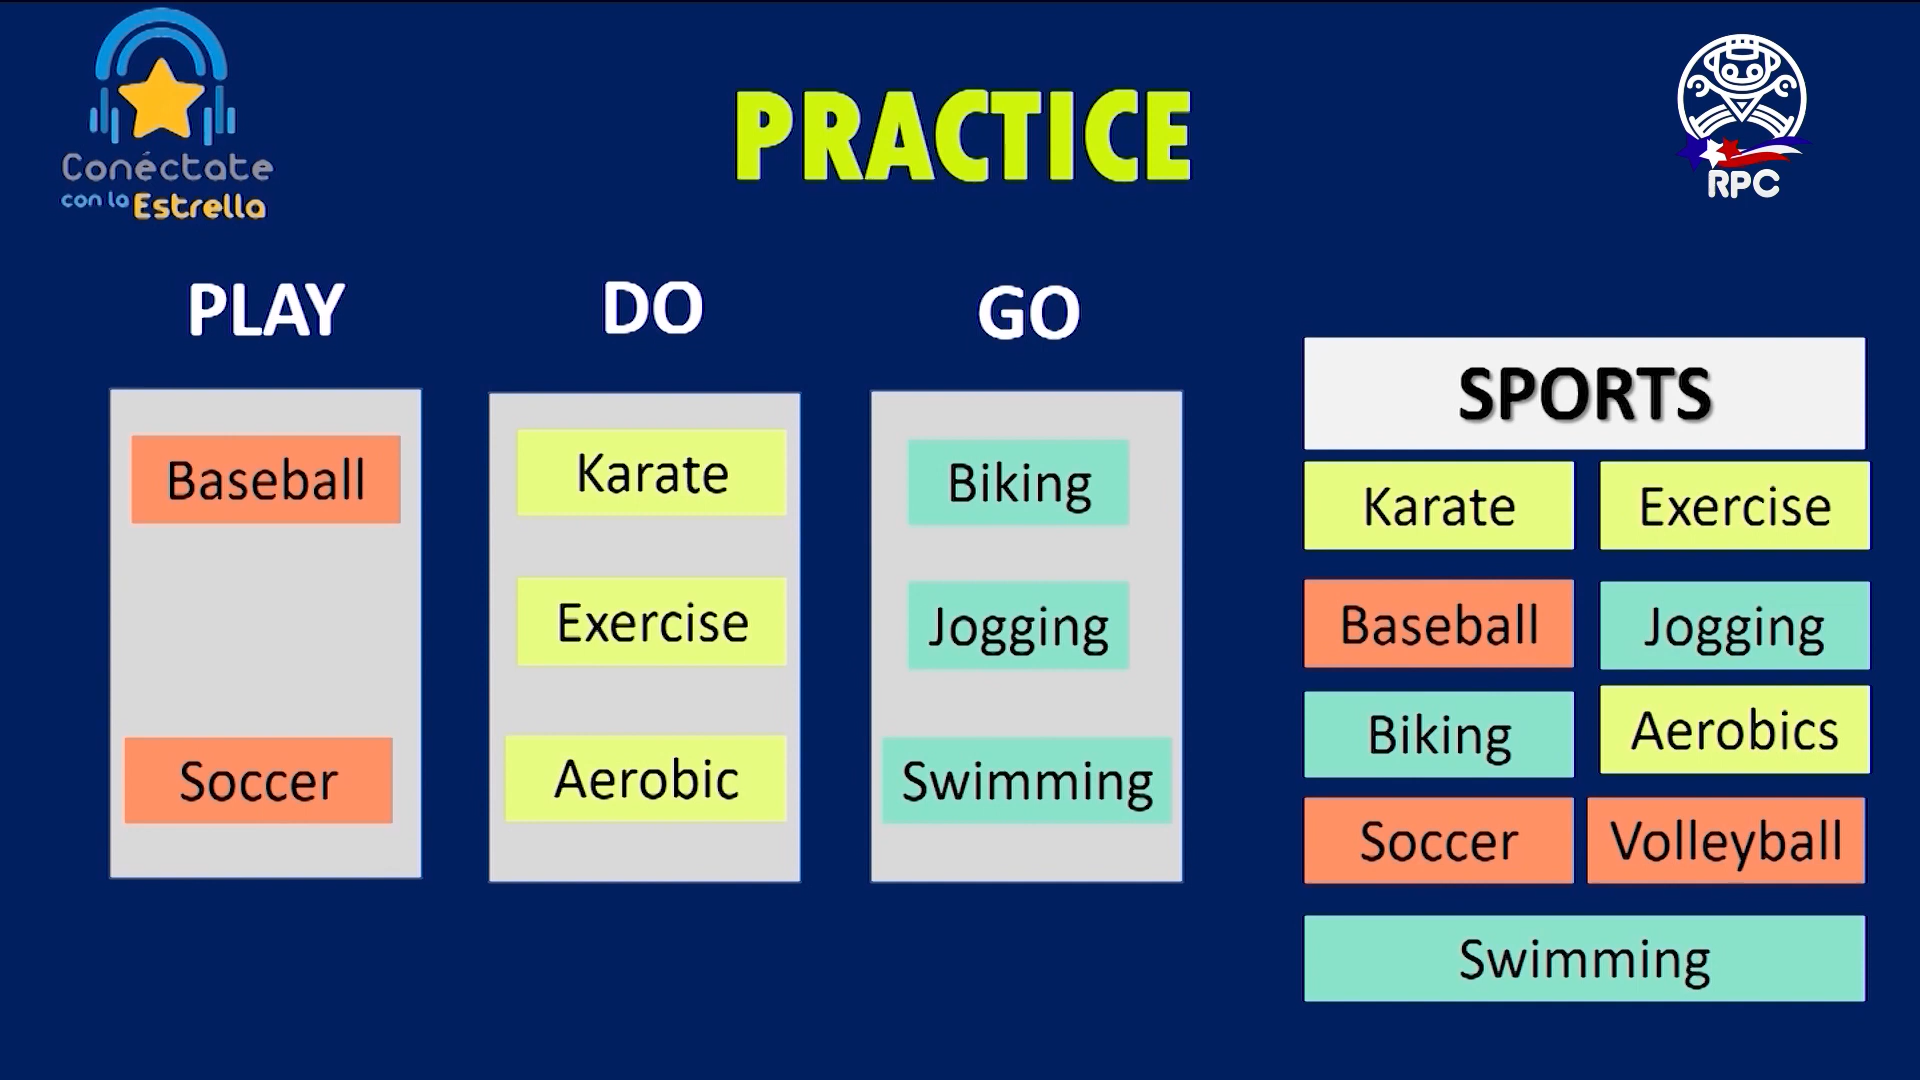 Conéctate
con la Estrella
PRACTICE
RPC
PLAY
Baseball
Soccer
DO
Karate
Exercise
Aerobic
GO
Biking
Jogging
Swimming
SPORTS
Karate Exercise
Baseball Jogging
Biking Aerobics
Soccer Volleyball
Swimming